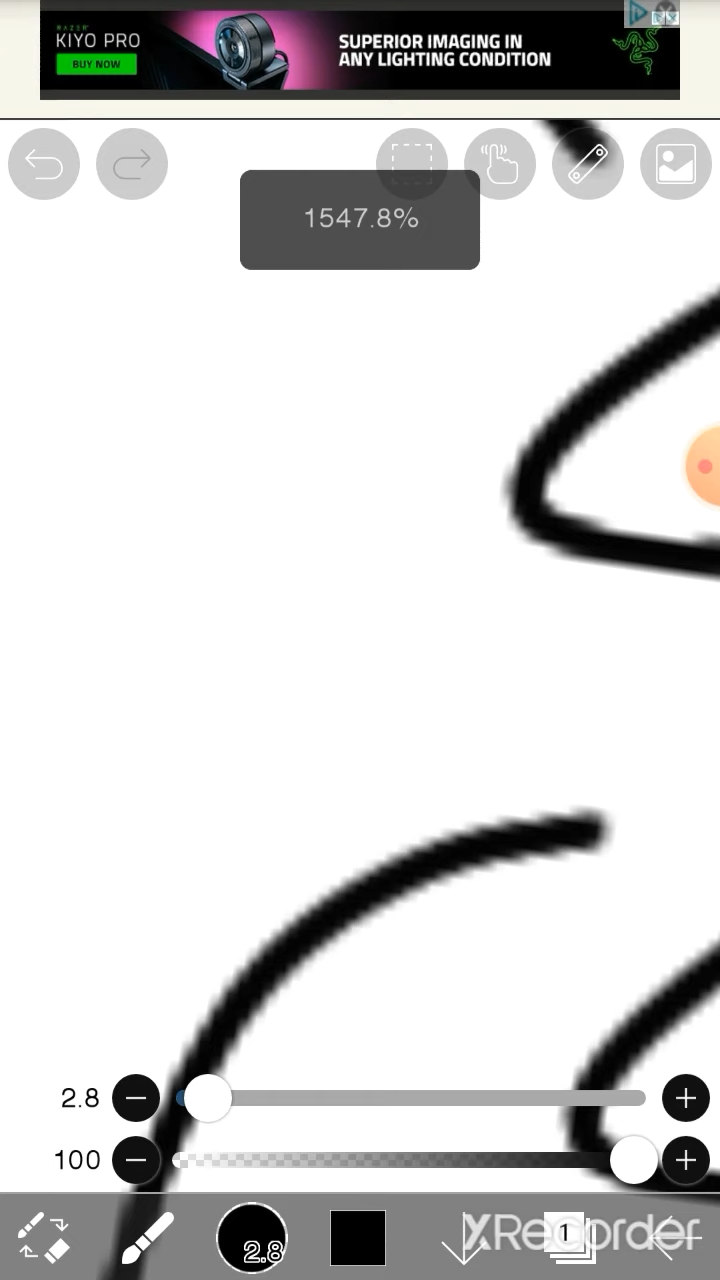 RAZER
KIYO PRO
BUY NOW
SUPERIOR IMAGING IN
ANY LIGHTING CONDITION
1547.8%
2.8
100
2.8
1
XRecorder